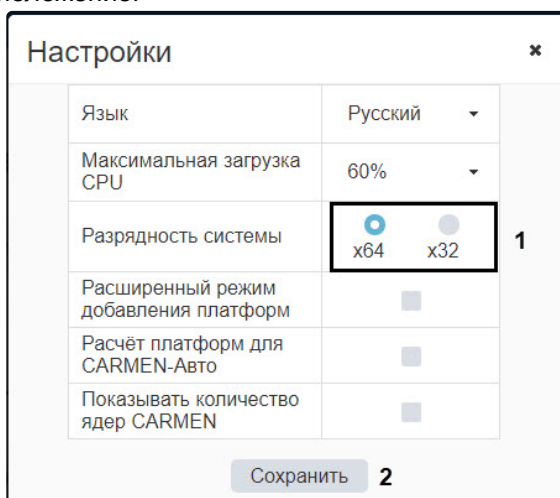 Настройки ×
Язык Русский
Максимальная загрузка
CPU 60%
Разрядность системы x64 x32 1
Расширенный режим
добавления платформ
Расчёт платформ для
CARMEN-Авто
Показывать количество
ядер CARMEN
Сохранить 2